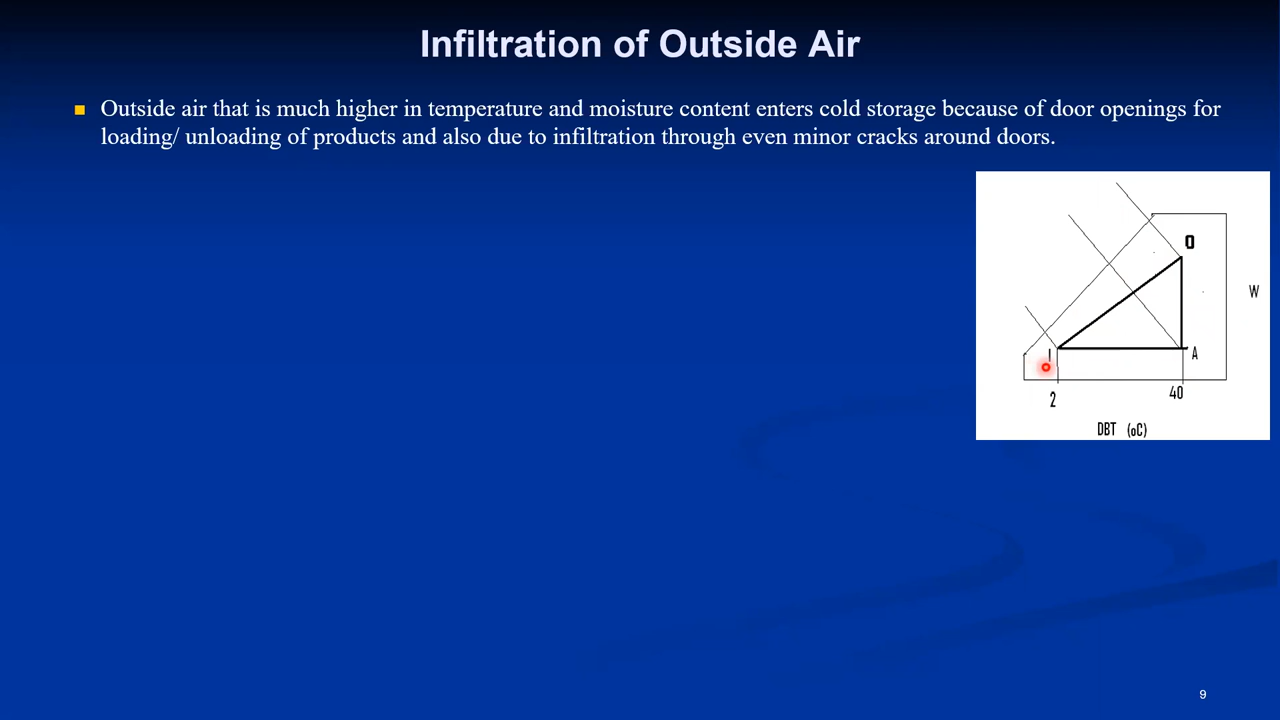 Infiltration of Outside Air
Outside air that is much higher in temperature and moisture content enters cold storage because of door openings for
loading/ unloading of products and also due to infiltration through even minor cracks around doors.
O
W
I
A
2
40
DBT (oC)
9